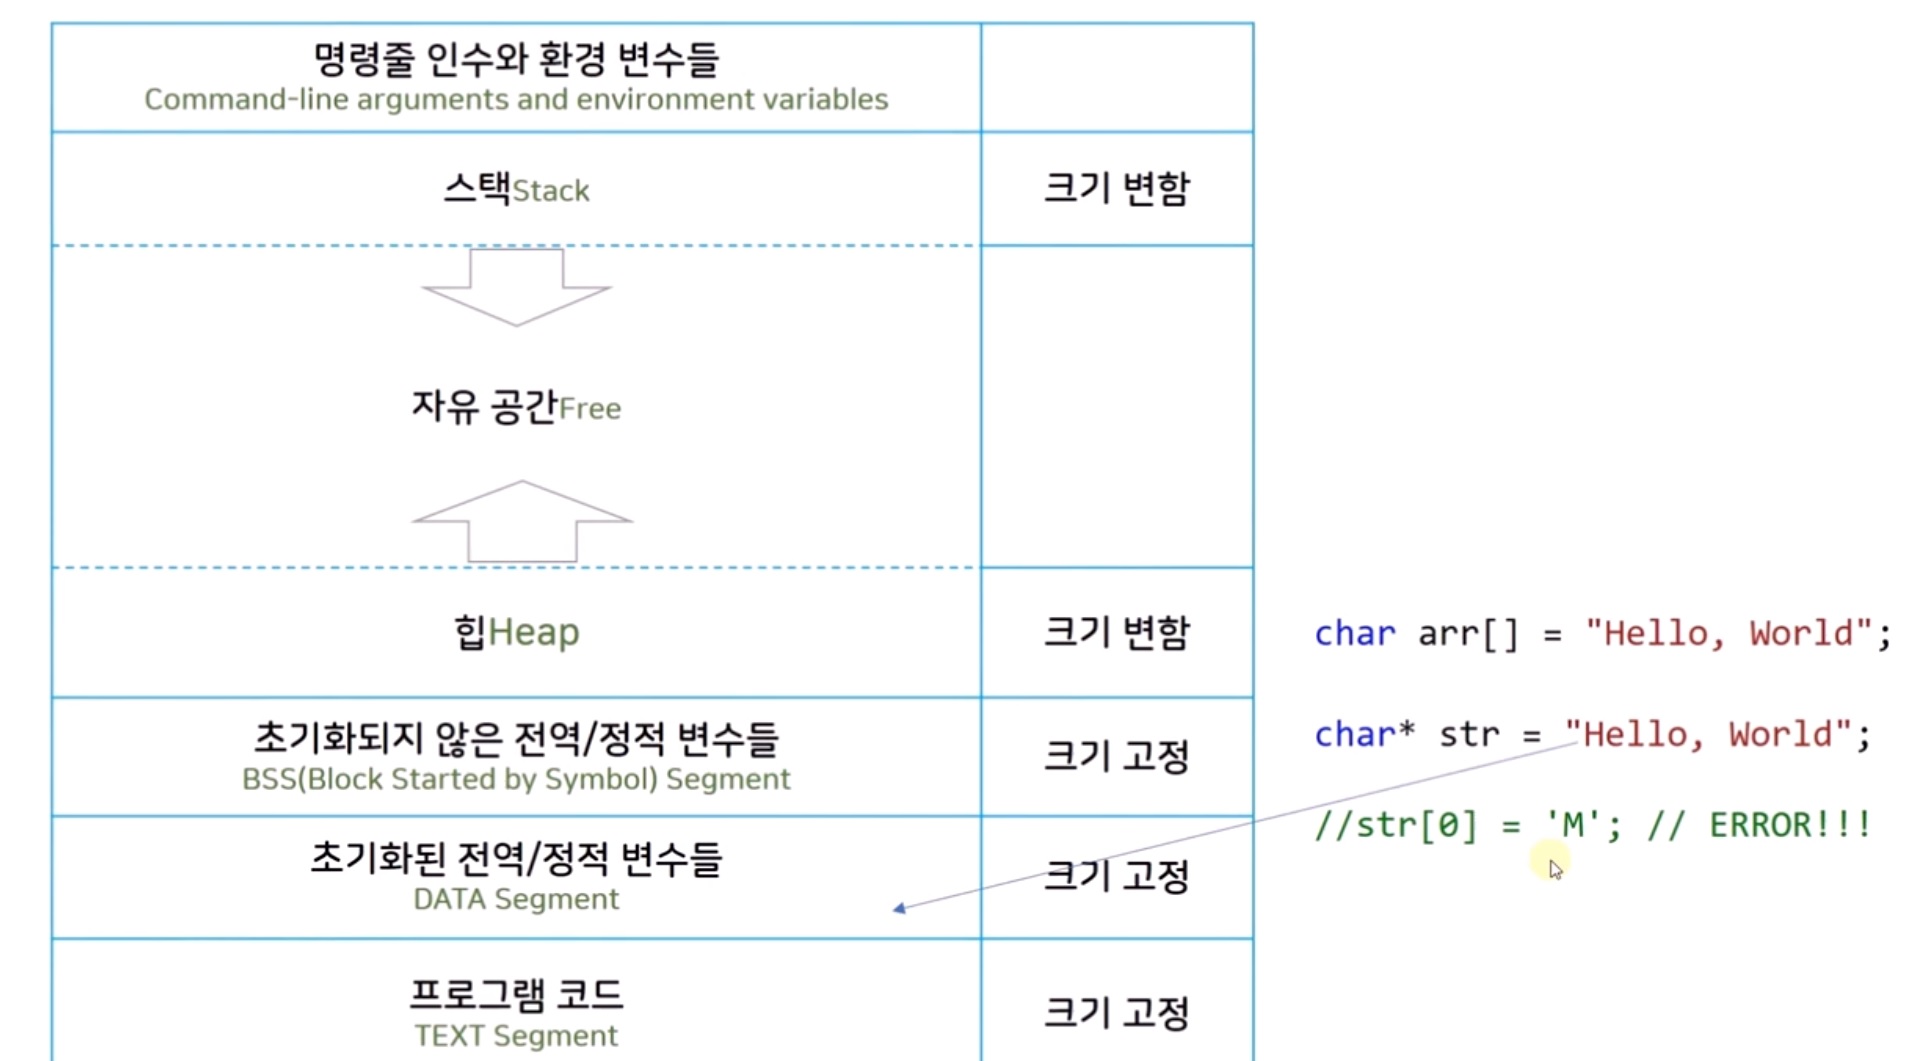 명령줄 인수와 환경 변수들
Command-line arguments and environment variables
스택Stack
크기 변함
자유 공간Free
힙Heap
크기 변함
초기화되지 않은 전역/정적 변수들
BSS(Block Started by Symbol) Segment
크기 고정
초기화된 전역/정적 변수들
DATA Segment
크기 고정
프로그램 코드
TEXT Segment
크기 고정
char arr[] = "Hello, World";
char* str = "Hello, World";
//str[0] = 'M'; // ERROR!!!